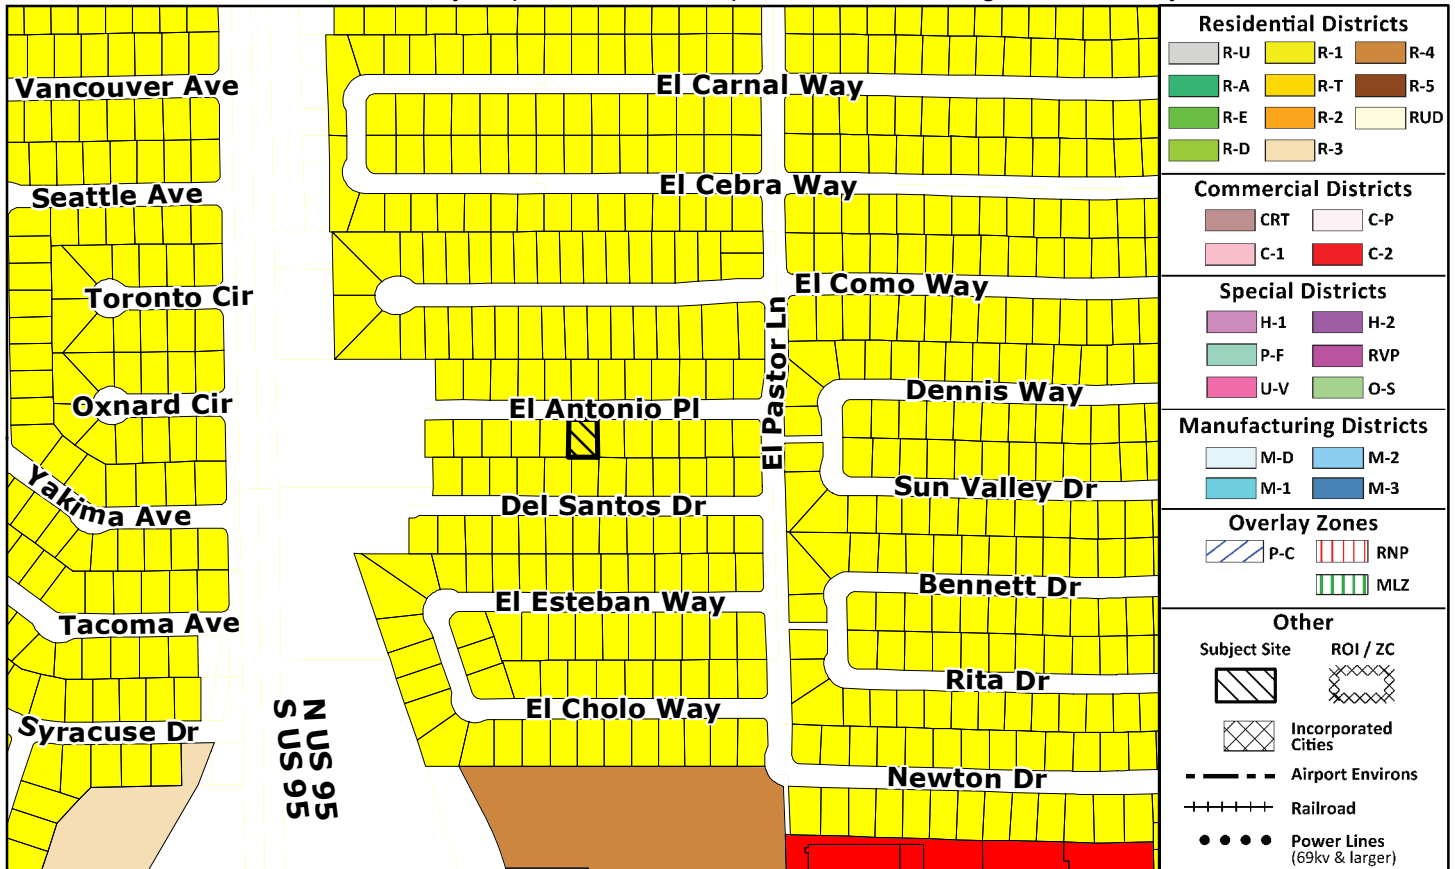 Vancouver Ave
El Carnal Way
Seattle Ave
El Cebra Way
Toronto Cir
El Como Way
El Pastor Ln
Oxnard Cir
El Antonio Pl
Dennis Way
Yakima Ave
Del Santos Dr
Sun Valley Dr
Tacoma Ave
El Esteban Way
Bennett Dr
Syracuse Dr
El Cholo Way
Rita Dr
N US 95
S US 95
Newton Dr
Residential Districts
R-U R-1 R-4
R-A R-T R-5
R-E R-2 RUD
R-D R-3
Commercial Districts
CRT C-P
C-1 C-2
Special Districts
H-1 H-2
P-F RVP
U-V O-S
Manufacturing Districts
M-D M-2
M-1 M-3
Overlay Zones
P-C RNP
MLZ
Other
Subject Site ROI / ZC
Incorporated
Cities
Airport Environs
Railroad
Power Lines
(69kv & larger)